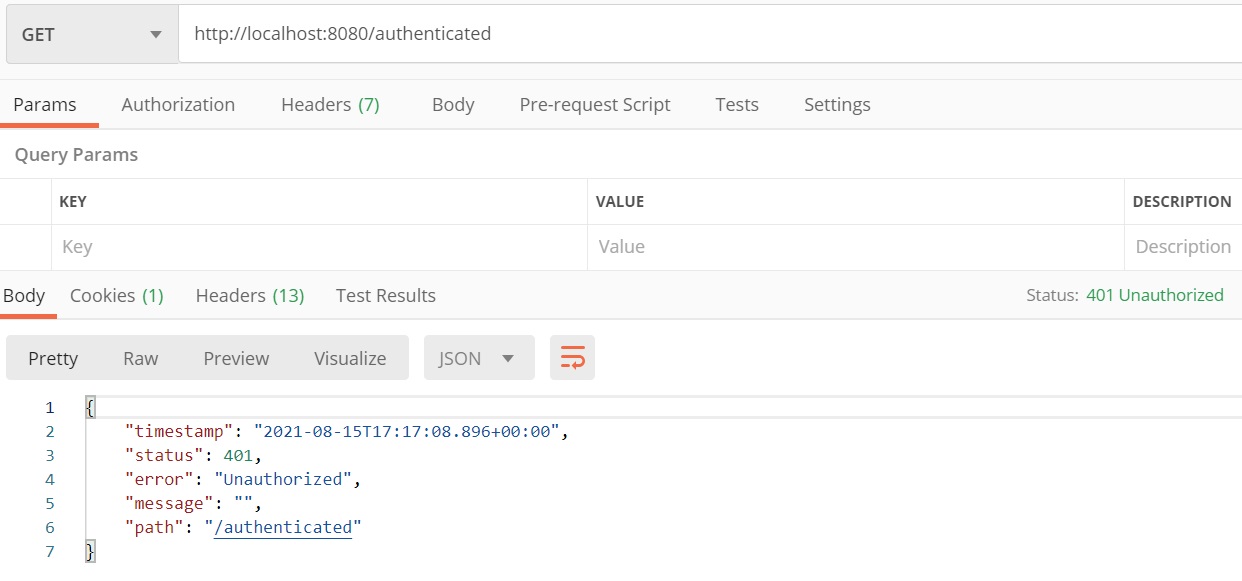 GET http://localhost:8080/authenticated
Params Authorization Headers (7) Body Pre-request Script Tests Settings
Query Params
KEY VALUE DESCRIPTION
Key Value Description
Body Cookies (1) Headers (13) Test Results Status: 401 Unauthorized
Pretty Raw Preview Visualize JSON
1 {
2 "timestamp": "2021-08-15T17:17:08.896+00:00",
3 "status": 401,
4 "error": "Unauthorized",
5 "message": "",
6 "path": "/authenticated"
7 }